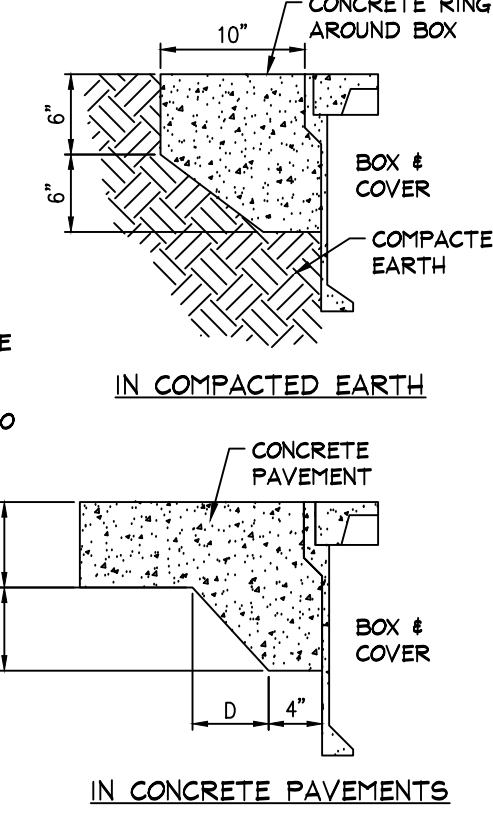 CONCRETE RING
AROUND BOX
10"
6"
6"
BOX &
COVER
COMPACTE
EARTH
IN COMPACTED EARTH
E
O
CONCRETE
PAVEMENT
BOX &
COVER
D
4"
IN CONCRETE PAVEMENTS